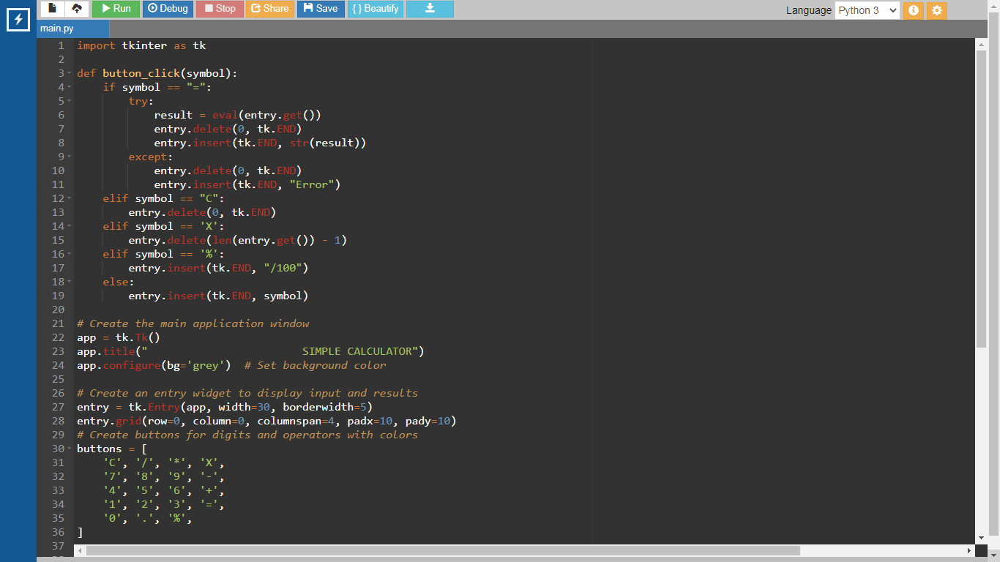 Run Debug Stop Share Save { } Beautify Language Python 3
main.py
1 import tkinter as tk
2
3 def button_click(symbol):
4     if symbol == "=":
5         try:
6             result = eval(entry.get())
7             entry.delete(0, tk.END)
8             entry.insert(tk.END, str(result))
9         except:
10             entry.delete(0, tk.END)
11             entry.insert(tk.END, "Error")
12     elif symbol == "C":
13         entry.delete(0, tk.END)
14     elif symbol == 'X':
15         entry.delete(len(entry.get()) - 1)
16     elif symbol == '%':
17         entry.insert(tk.END, "/100")
18     else:
19         entry.insert(tk.END, symbol)
20
21 # Create the main application window
22 app = tk.Tk()
23 app.title("                        SIMPLE CALCULATOR")
24 app.configure(bg='grey')  # Set background color
25
26 # Create an entry widget to display input and results
27 entry = tk.Entry(app, width=30, borderwidth=5)
28 entry.grid(row=0, column=0, columnspan=4, padx=10, pady=10)
29 # Create buttons for digits and operators with colors
30 buttons = [
31     'C', '/', '*', 'X',
32     '7', '8', '9', '-',
33     '4', '5', '6', '+',
34     '1', '2', '3', '=',
35     '0', '.', '%',
36 ]
37